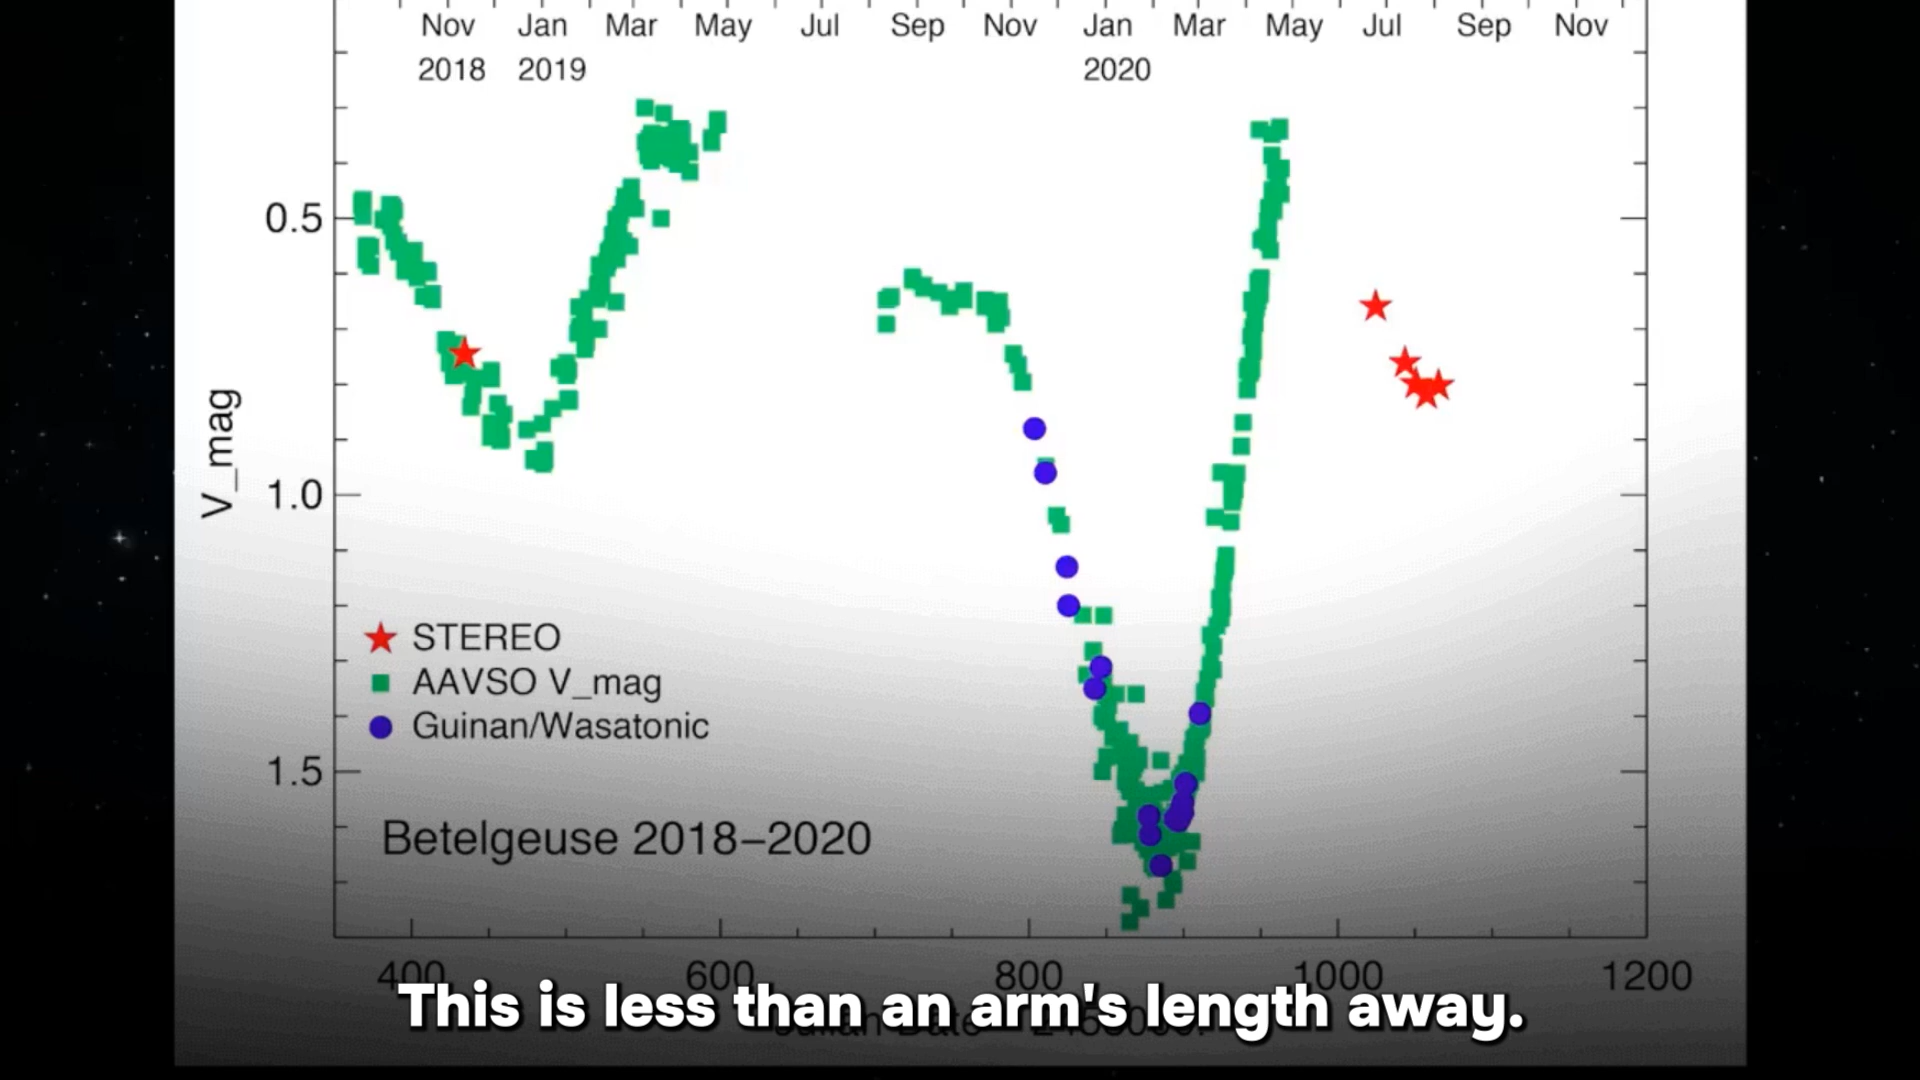 Nov Jan Mar May Jul Sep Nov Jan Mar May Jul Sep Nov
2018 2019 2020
0.5
1.0
1.5
V_mag
STEREO
AAVSO V_mag
Guinan/Wasatonic
Betelgeuse 2018–2020
400 600 800 1000 1200
This is less than an arm's length away.